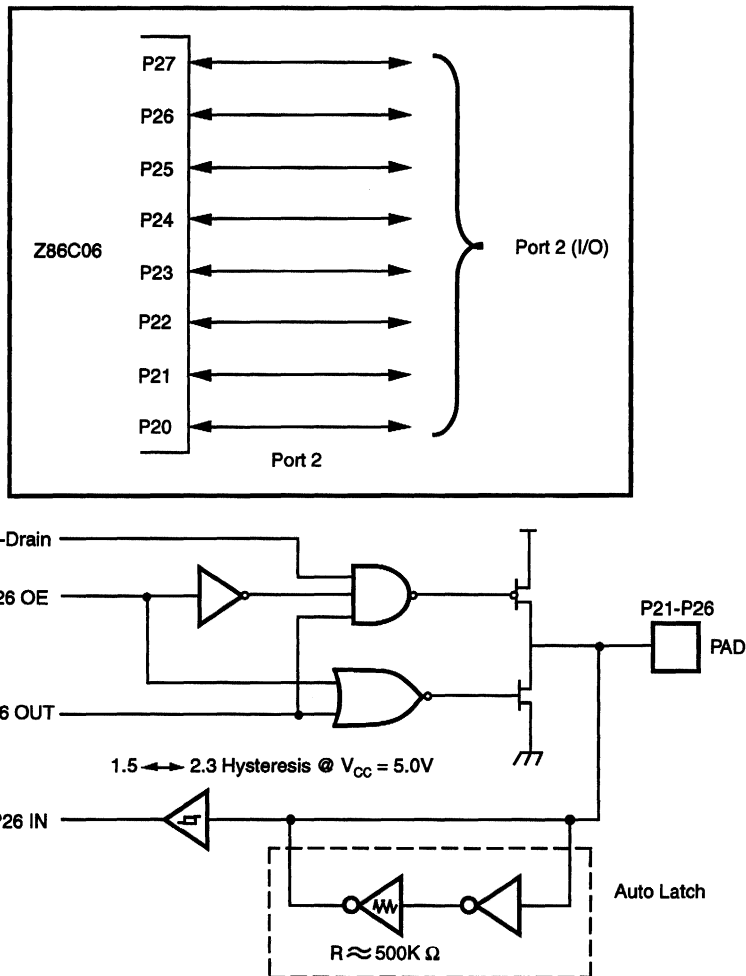 P27
P26
P25
P24
Z86C06
Port 2 (I/O)
P23
P22
P21
P20
Port 2
-Drain
26 OE
P21-P26
PAD
6 OUT
1.5 2.3 Hysteresis @ VCC = 5.0V
P26 IN
Auto Latch
R ≈ 500K Ω